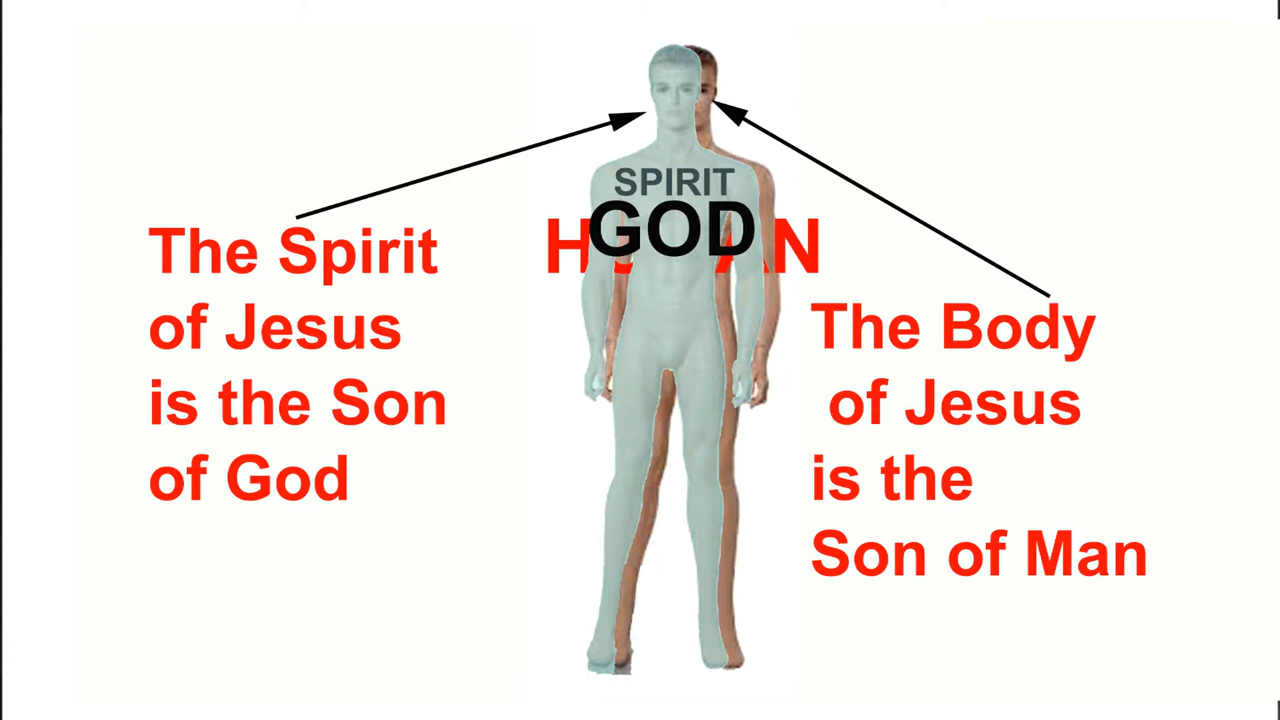 SPIRIT
GOD
HUMAN
The Spirit
of Jesus
is the Son
of God
The Body
of Jesus
is the
Son of Man